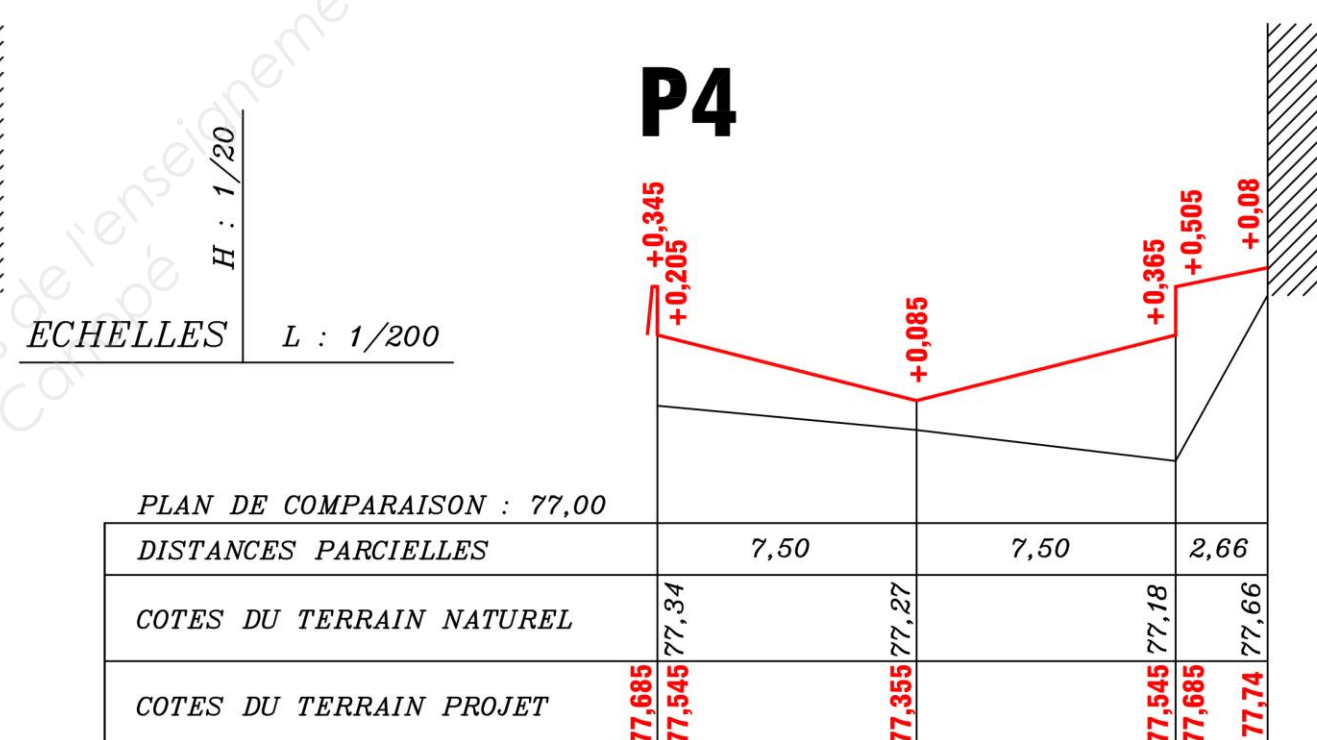 de l'enseigneme
Canopé
P4
H : 1/20
ECHELLES L : 1/200
+0,345
+0,205
+0,085
+0,365
+0,505
+0,08
PLAN DE COMPARAISON : 77,00
DISTANCES PARCIELLES 7,50 7,50 2,66
COTES DU TERRAIN NATUREL 77,34 77,27 77,18 77,66
COTES DU TERRAIN PROJET 77,685 77,545 77,355 77,545 77,685 77,74